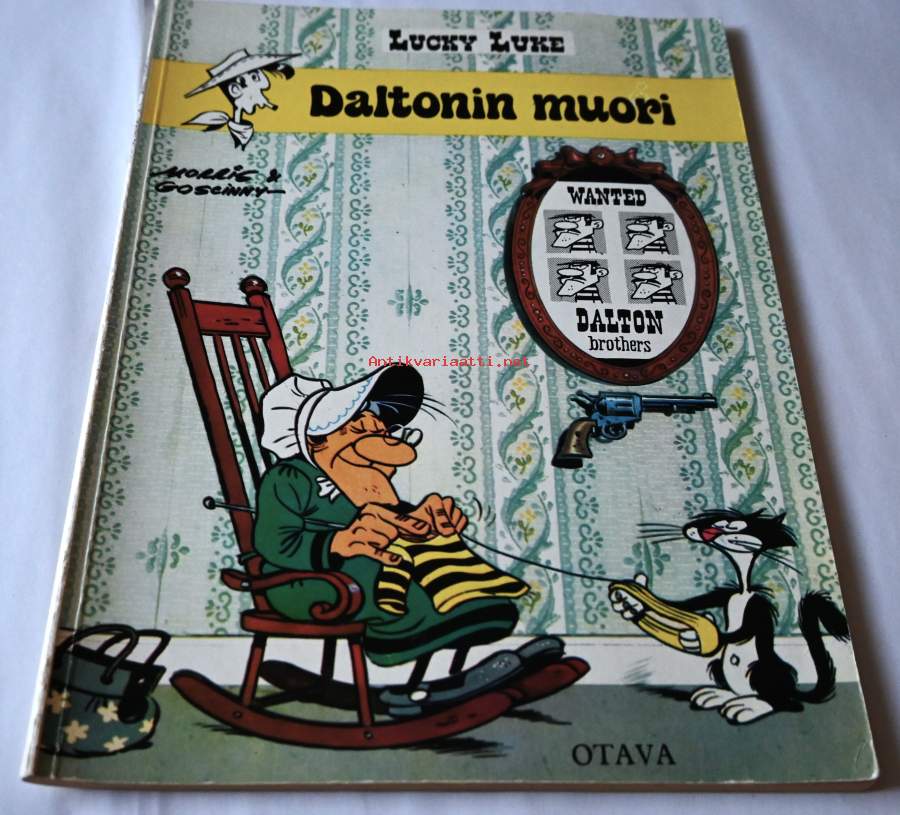 LUCKY LUKE
Daltonin muori
MORRIS &
GOSCINNY
WANTED
DALTON
brothers
Antikvariaatti.net
OTAVA